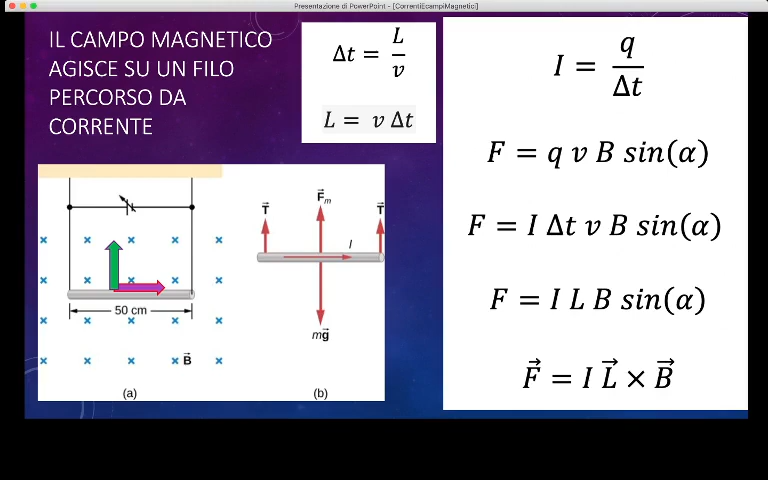 Presentazione di PowerPoint - [CorrentiEcampiMagnetici]
IL CAMPO MAGNETICO
AGISCE SU UN FILO
PERCORSO DA
CORRENTE
Δt = L/v
L = v Δt
I = q/Δt
F = q v B sin(α)
F = I Δt v B sin(α)
F = I L B sin(α)
F⃗ = I L⃗ × B⃗
50 cm
B⃗
(a)
T⃗
F⃗ₘ
T⃗
I
mg⃗
(b)